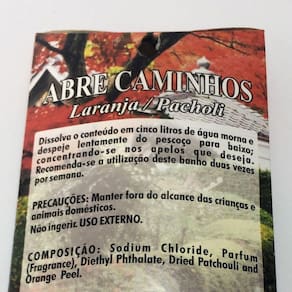 ABRE CAMINHOS
Laranja / Pacholi
Dissolva o conteúdo em cinco litros de água morna e
despeje lentamente do pescoço para baixo,
concentrando-se nos apelos que deseja.
Recomenda-se a utilização deste banho duas vezes
por semana.
PRECAUÇÕES: Manter fora do alcance das crianças e
animais domésticos.
Não ingerir. USO EXTERNO.
COMPOSIÇÃO: Sodium Chloride, Parfum
(Fragrance), Diethyl Phthalate, Dried Patchouli and
Orange Peel.